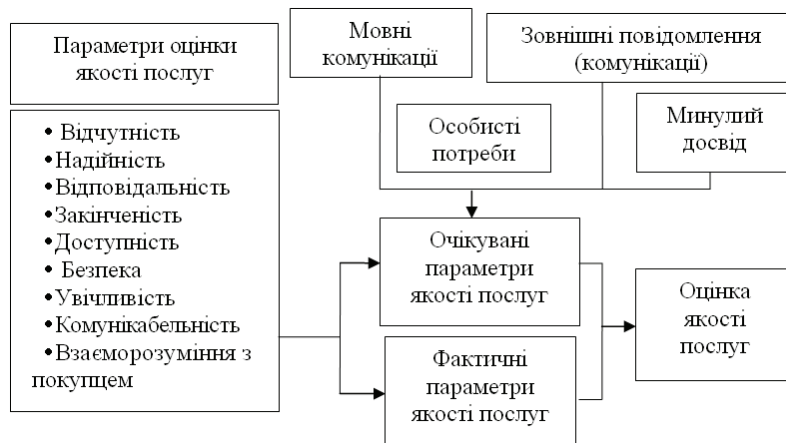 Параметри оцінки
якості послуг
Мовні
комунікації
Зовнішні повідомлення
(комунікації)
Особисті
потреби
Минулий
досвід
• Відчутність
• Надійність
• Відповідальність
• Закінченість
• Доступність
• Безпека
• Увічливість
• Комунікабельність
• Взаєморозуміння з
покупцем
Очікувані
параметри
якості послуг
Фактичні
параметри
якості послуг
Оцінка
якості
послуг